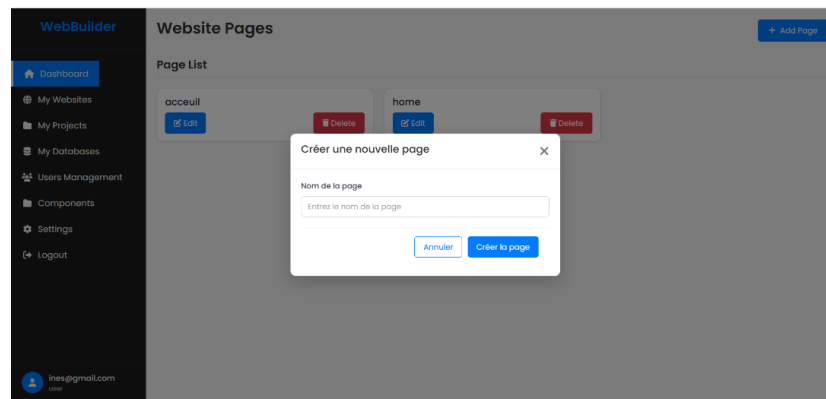 WebBuilder
Dashboard
My Websites
My Projects
My Databases
Users Management
Components
Settings
Logout
ines@gmail.com
user
Website Pages
+ Add Page
Page List
acceuil
Edit
Delete
home
Edit
Delete
Créer une nouvelle page
×
Nom de la page
Entrez le nom de la page
Annuler
Créer la page